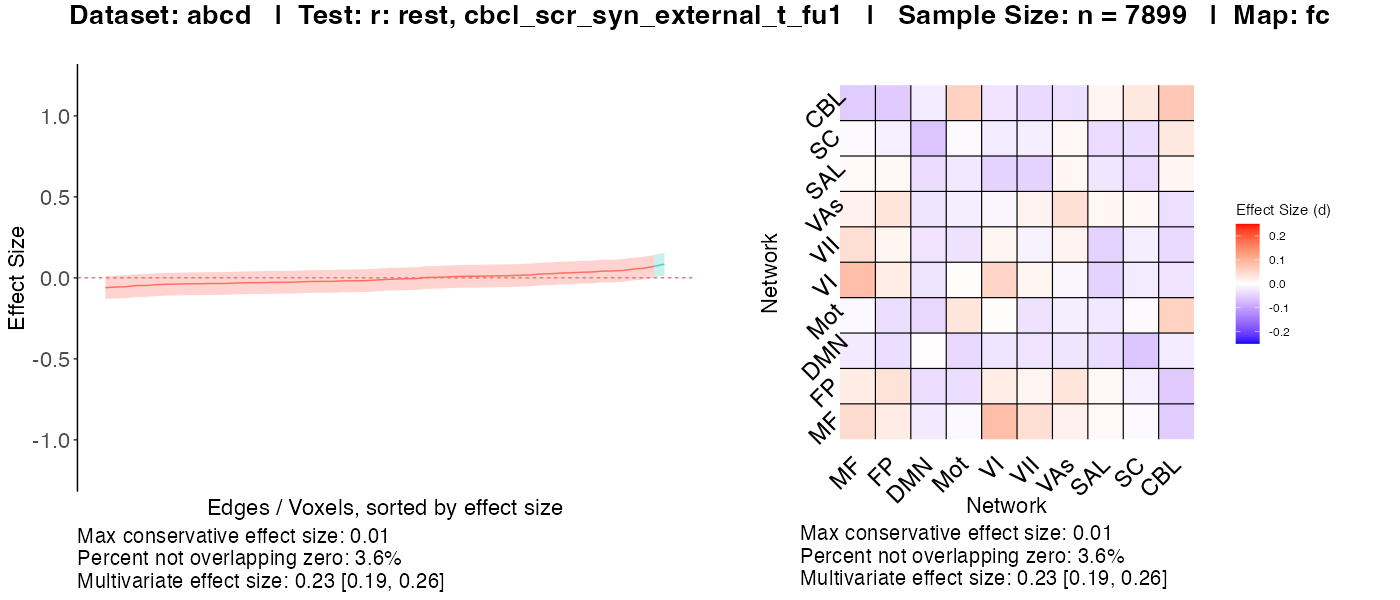 Dataset: abcd | Test: r: rest, cbcl_scr_syn_external_t_fu1 | Sample Size: n = 7899 | Map: fc
Effect Size
1.0
0.5
0.0
-0.5
-1.0
Edges / Voxels, sorted by effect size
Max conservative effect size: 0.01
Percent not overlapping zero: 3.6%
Multivariate effect size: 0.23 [0.19, 0.26]
Network
CBL
SC
SAL
VAs
VII
VI
Mot
DMN
FP
MF
MF FP DMN Mot VI VII VAs SAL SC CBL
Network
Max conservative effect size: 0.01
Percent not overlapping zero: 3.6%
Multivariate effect size: 0.23 [0.19, 0.26]
Effect Size (d)
0.2
0.1
0.0
-0.1
-0.2